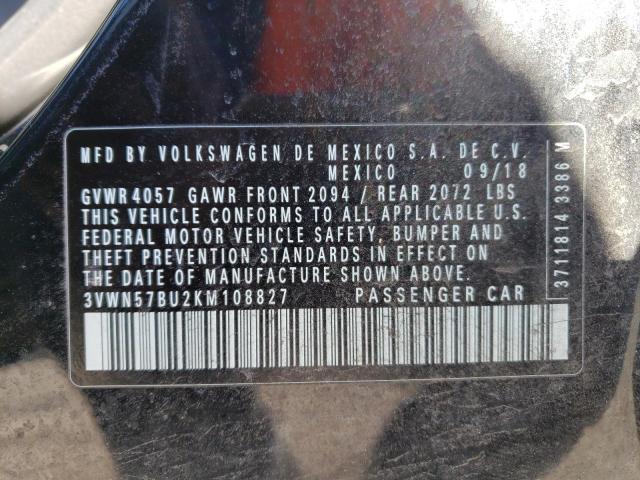 MFD BY VOLKSWAGEN DE MEXICO S.A. DE C.V.
MEXICO 09/18
GVWR 4057 GAWR FRONT 2094 / REAR 2072 LBS
THIS VEHICLE CONFORMS TO ALL APPLICABLE U.S.
FEDERAL MOTOR VEHICLE SAFETY, BUMPER AND
THEFT PREVENTION STANDARDS IN EFFECT ON
THE DATE OF MANUFACTURE SHOWN ABOVE.
3VWN57BU2KM108827 PASSENGER CAR
37111814 3386 M